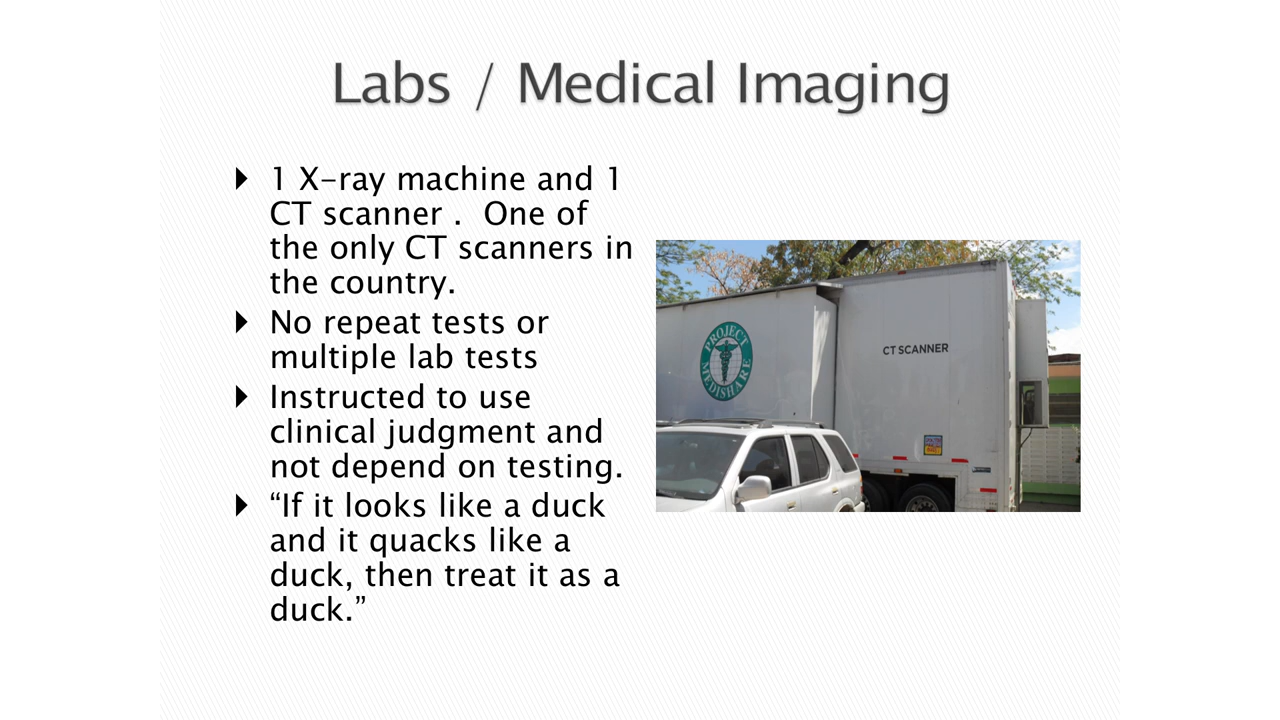 Labs / Medical Imaging
1 X-ray machine and 1
CT scanner .  One of
the only CT scanners in
the country.
No repeat tests or
multiple lab tests
Instructed to use
clinical judgment and
not depend on testing.
“If it looks like a duck
and it quacks like a
duck, then treat it as a
duck.”
PROJECT
MEDISHARE
CT SCANNER